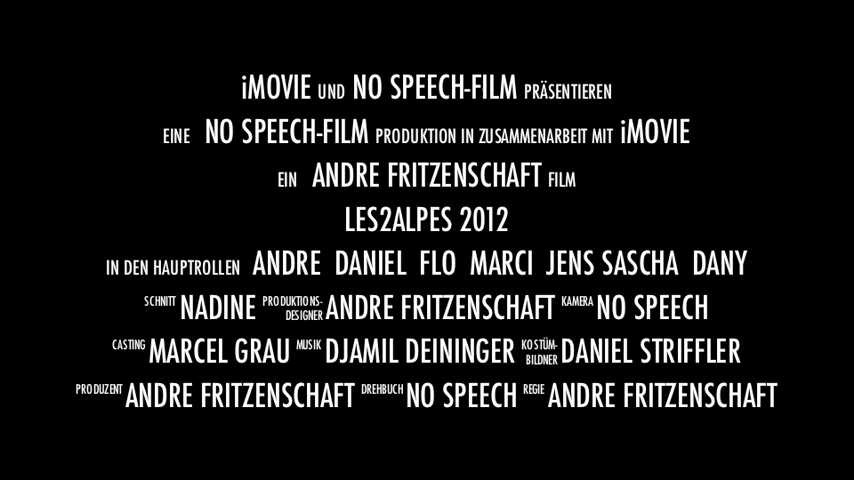 iMOVIE UND NO SPEECH-FILM PRÄSENTIEREN
EINE NO SPEECH-FILM PRODUKTION IN ZUSAMMENARBEIT MIT iMOVIE
EIN ANDRE FRITZENSCHAFT FILM
LES2ALPES 2012
IN DEN HAUPTROLLEN ANDRE DANIEL FLO MARCI JENS SASCHA DANY
SCHNITT NADINE PRODUKTIONS-DESIGNER ANDRE FRITZENSCHAFT KAMERA NO SPEECH
CASTING MARCEL GRAU MUSIK DJAMIL DEININGER KOSTÜM-BILDNER DANIEL STRIFFLER
PRODUZENT ANDRE FRITZENSCHAFT DREHBUCH NO SPEECH REGIE ANDRE FRITZENSCHAFT